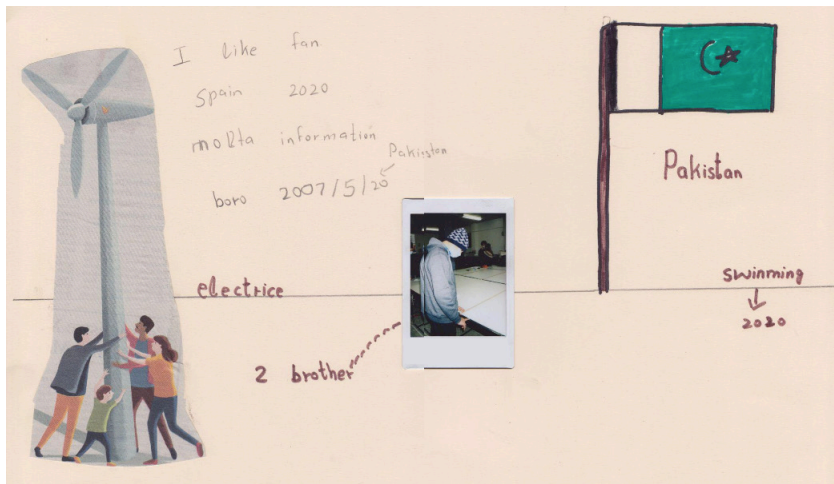 I like fan
Spain 2020
molta information
Pakistan
boro 2007/5/20
Pakistan
swinming
2020
electrice
2 brother